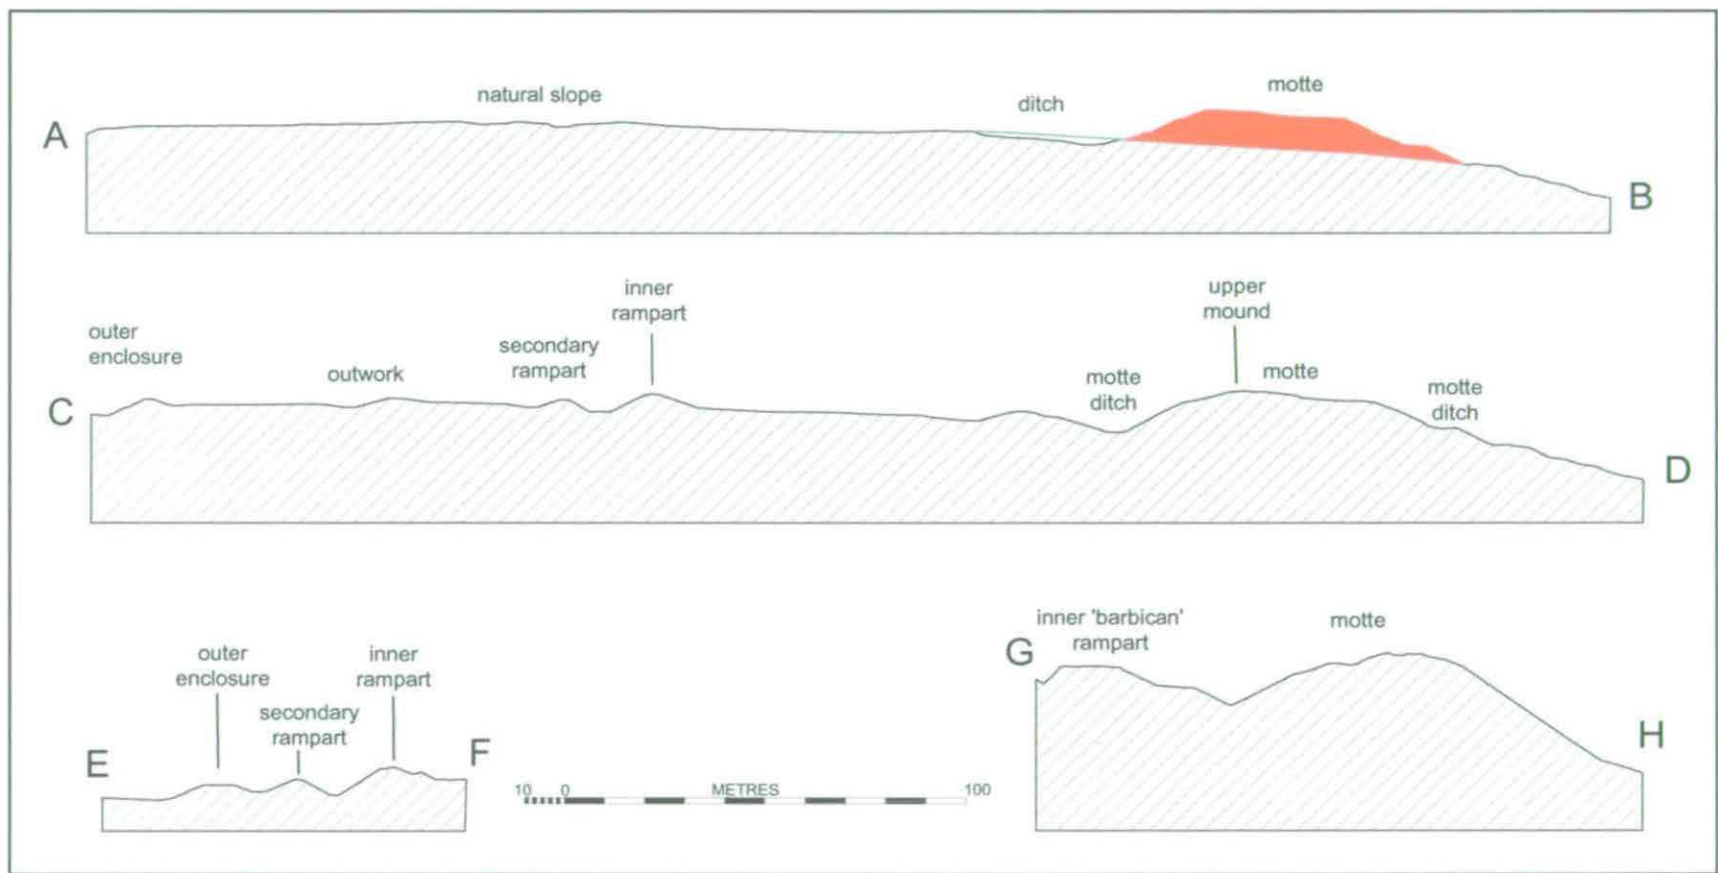 natural slope
ditch
motte
A
B
inner
rampart
upper
mound
outer
enclosure
secondary
rampart
outwork
motte
ditch
motte
motte
ditch
C
D
inner 'barbican'
rampart
motte
G
outer
enclosure
inner
rampart
secondary
rampart
E
F
H
10 0 METRES 100